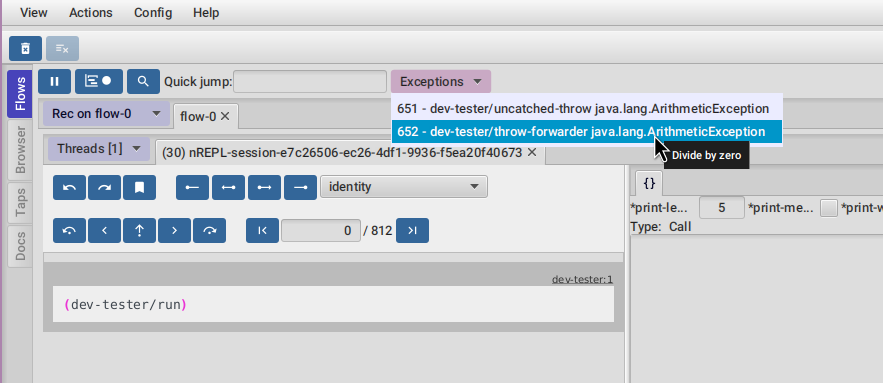 View Actions Config Help
Quick jump: Exceptions
651 - dev-tester/uncatched-throw java.lang.ArithmeticException
652 - dev-tester/throw-forwarder java.lang.ArithmeticException
Divide by zero
Flows
Browser
Taps
Docs
Rec on flow-0
flow-0
Threads [1]
(30) nREPL-session-e7c26506-ec26-4df1-9936-f5ea20f40673
identity
0 / 812
dev-tester:1
(dev-tester/run)
{}
*print-le... 5 *print-me... *print-w
Type: Call